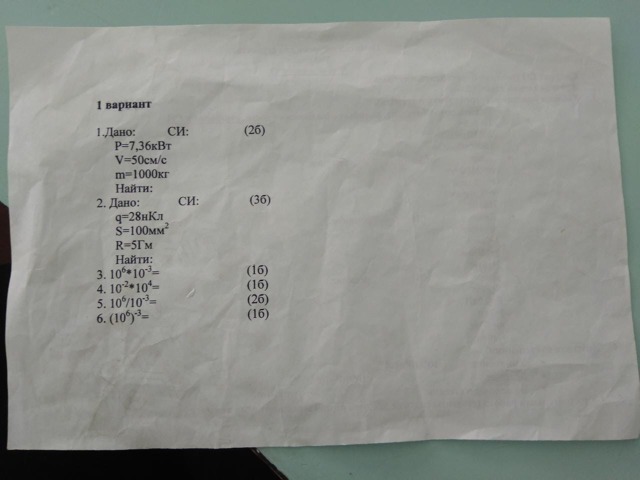 1 вариант
1.Дано: СИ: (2б)
P=7,36кВт
V=50см/с
m=1000кг
Найти:
2. Дано: СИ: (3б)
q=28нКл
S=100мм²
R=5Гм
Найти:
3. 10⁶*10⁻³= (1б)
4. 10⁻²*10⁴= (1б)
5. 10⁶/10⁻³= (2б)
6. (10⁶)⁻³= (1б)